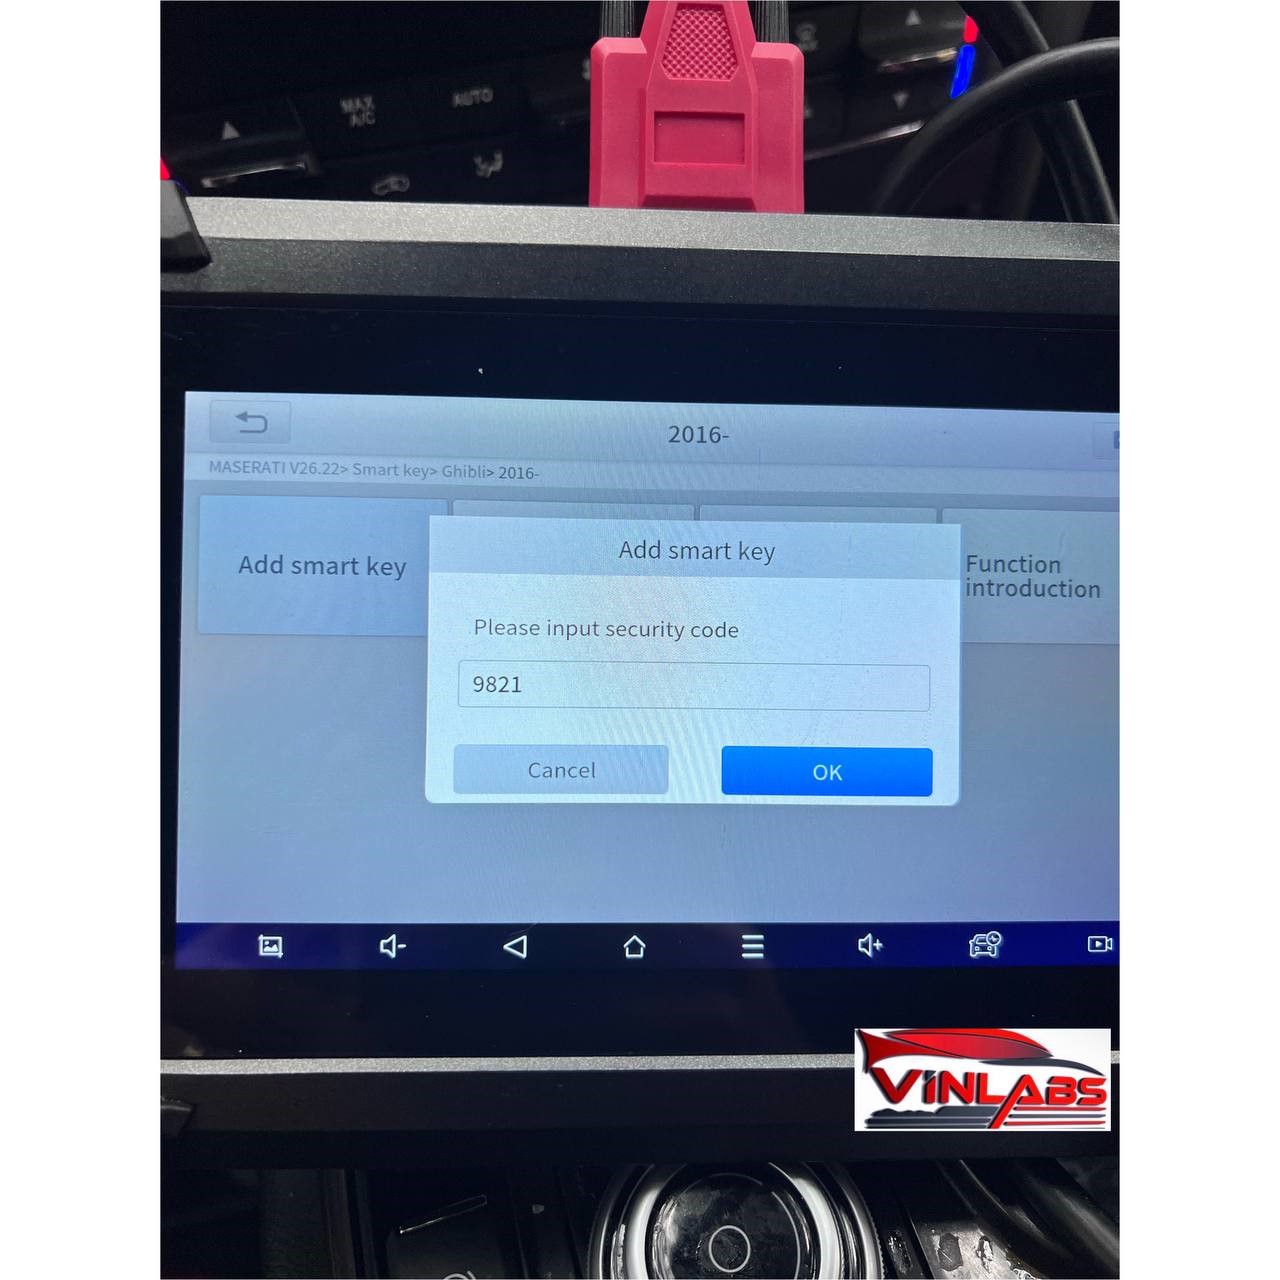 MAX
A/C
AUTO
2016-
MASERATI V26.22> Smart key> Ghibli> 2016-
Add smart key
Add smart key
Function
introduction
Please input security code
9821
Cancel
OK
VINLABS